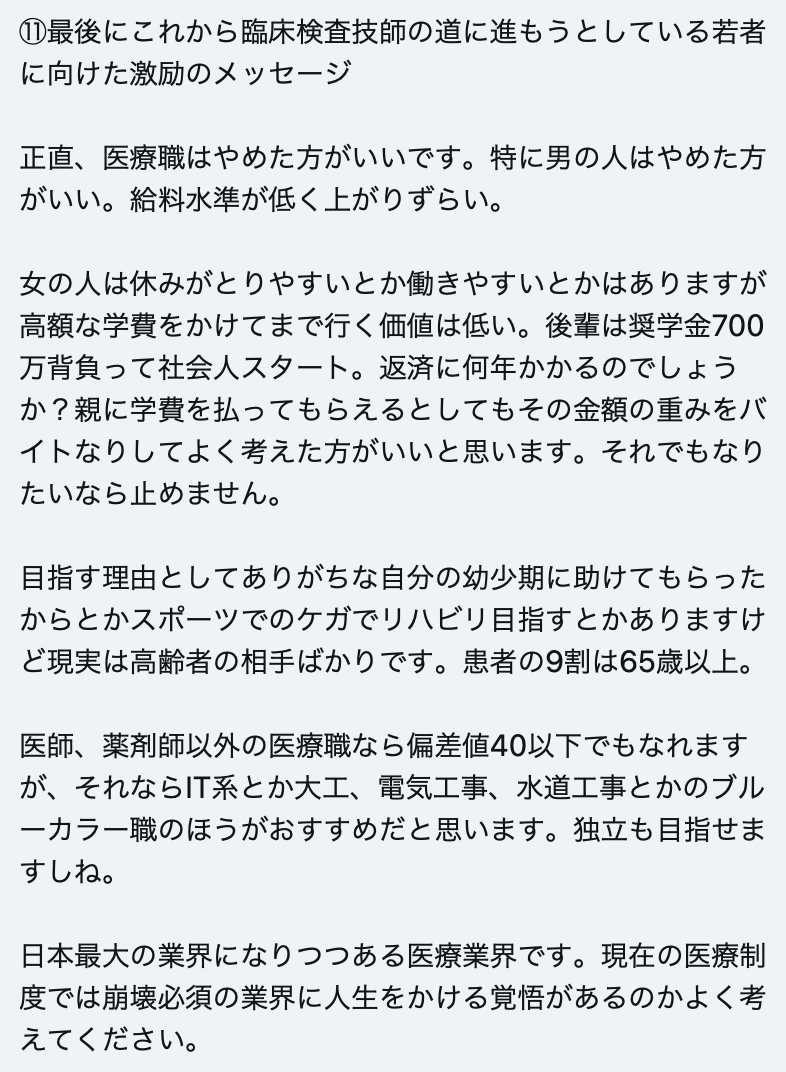 ⑪最後にこれから臨床検査技師の道に進もうとしている若者
に向けた激励のメッセージ
正直、医療職はやめた方がいいです。特に男の人はやめた方
がいい。給料水準が低く上がりずらい。
女の人は休みがとりやすいとか働きやすいとかはありますが
高額な学費をかけてまで行く価値は低い。後輩は奨学金700
万背負って社会人スタート。返済に何年かかるのでしょう
か？親に学費を払ってもらえるとしてもその金額の重みをバ
イトなりしてよく考えた方がいいと思います。それでもなり
たいなら止めません。
目指す理由としてありがちな自分の幼少期に助けてもらった
からとかスポーツでのケガでリハビリ目指すとかありますけ
ど現実は高齢者の相手ばかりです。患者の9割は65歳以上。
医師、薬剤師以外の医療職なら偏差値40以下でもなれます
が、それならIT系とか大工、電気工事、水道工事とかのブル
ーカラー職のほうがおすすめだと思います。独立も目指せま
すしね。
日本最大の業界になりつつある医療業界です。現在の医療制
度では崩壊必須の業界に人生をかける覚悟があるのかよく考
えてください。